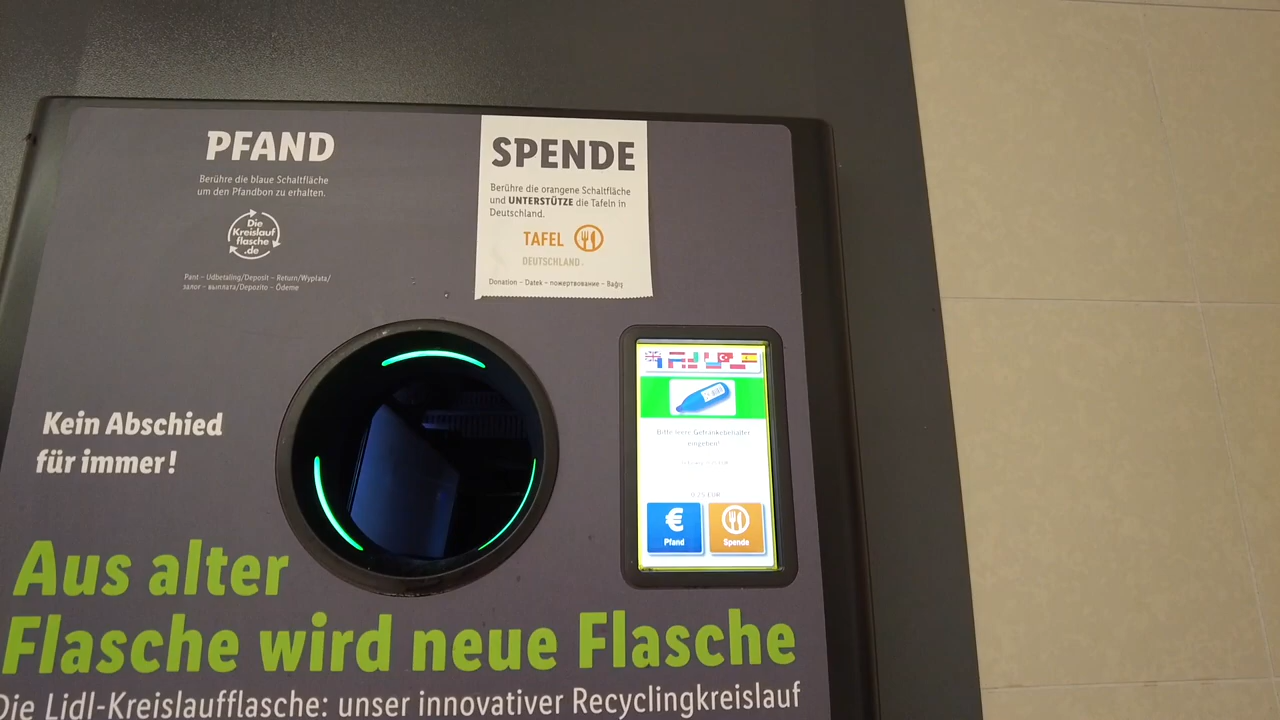 PFAND
Berühre die blaue Schaltfläche
um den Pfandbon zu erhalten.
Die
Kreislauf
flasche
.de
Pant – Udbetaling/Deposit – Return/Wypłata/
залог – выплата/Depozito – Ödeme
SPENDE
Berühre die orangene Schaltfläche
und UNTERSTÜTZE die Tafeln in
Deutschland.
TAFEL
DEUTSCHLAND
Donation – Datek – пожертвование – Bağış
Bitte leere Getränkebehälter
eingeben!
0,25 EUR
€
Pfand
Spende
Kein Abschied
für immer!
Aus alter
Flasche wird neue Flasche
Die Lidl-Kreislaufflasche: unser innovativer Recyclingkreislauf